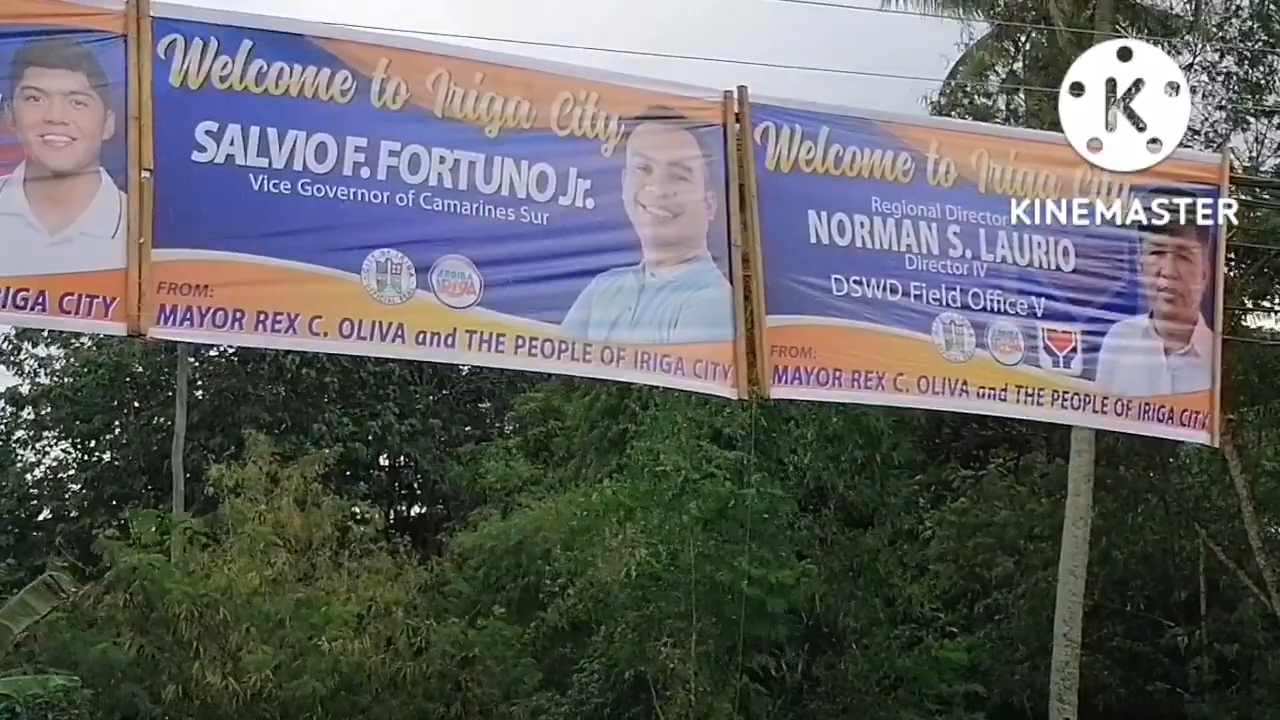 RIGA CITY
Welcome to Iriga City
SALVIO F. FORTUNO Jr.
Vice Governor of Camarines Sur
FROM:
MAYOR REX C. OLIVA and THE PEOPLE OF IRIGA CITY
Welcome to Iriga City
Regional Director
NORMAN S. LAURIO
Director IV
DSWD Field Office V
FROM:
MAYOR REX C. OLIVA and THE PEOPLE OF IRIGA CITY
K
KINEMASTER